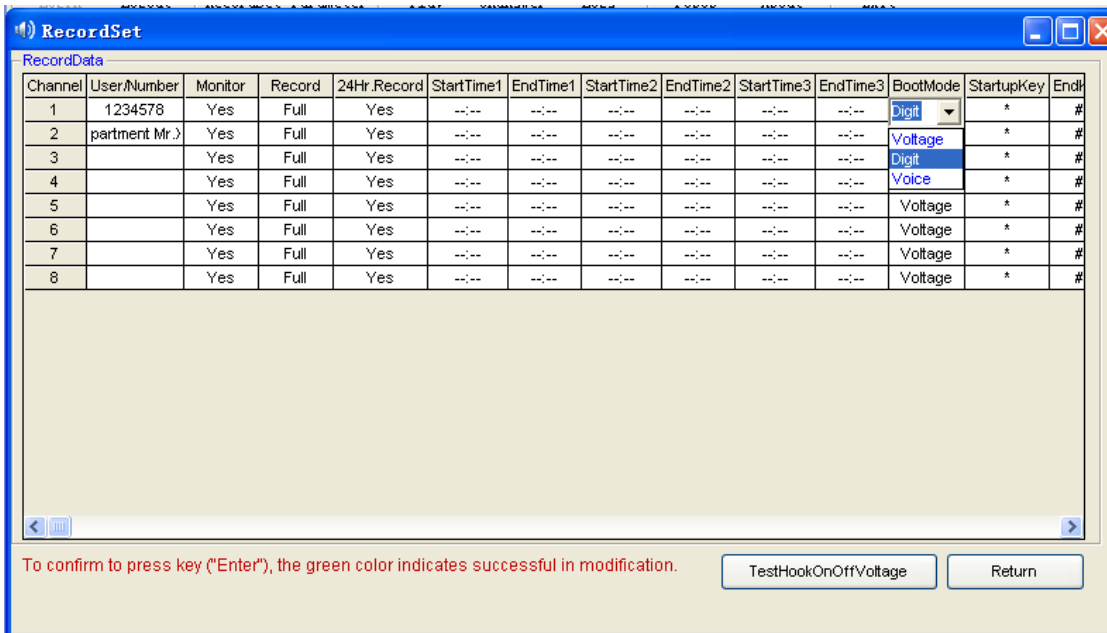 RecordSet
RecordData
Channel User/Number Monitor Record 24Hr.Record StartTime1 EndTime1 StartTime2 EndTime2 StartTime3 EndTime3 BootMode StartupKey
1 1234578 Yes Full Yes --:-- --:-- --:-- --:-- --:-- --:-- Digit * #
2 partment Mr. Yes Full Yes --:-- --:-- --:-- --:-- --:-- --:-- Voltage * #
3 Yes Full Yes --:-- --:-- --:-- --:-- --:-- --:-- Digit * #
4 Yes Full Yes --:-- --:-- --:-- --:-- --:-- --:-- Voice * #
5 Yes Full Yes --:-- --:-- --:-- --:-- --:-- --:-- Voltage * #
6 Yes Full Yes --:-- --:-- --:-- --:-- --:-- --:-- Voltage * #
7 Yes Full Yes --:-- --:-- --:-- --:-- --:-- --:-- Voltage * #
8 Yes Full Yes --:-- --:-- --:-- --:-- --:-- --:-- Voltage * #
To confirm to press key ("Enter"), the green color indicates successful in modification. TestHookOnOffVoltage Return